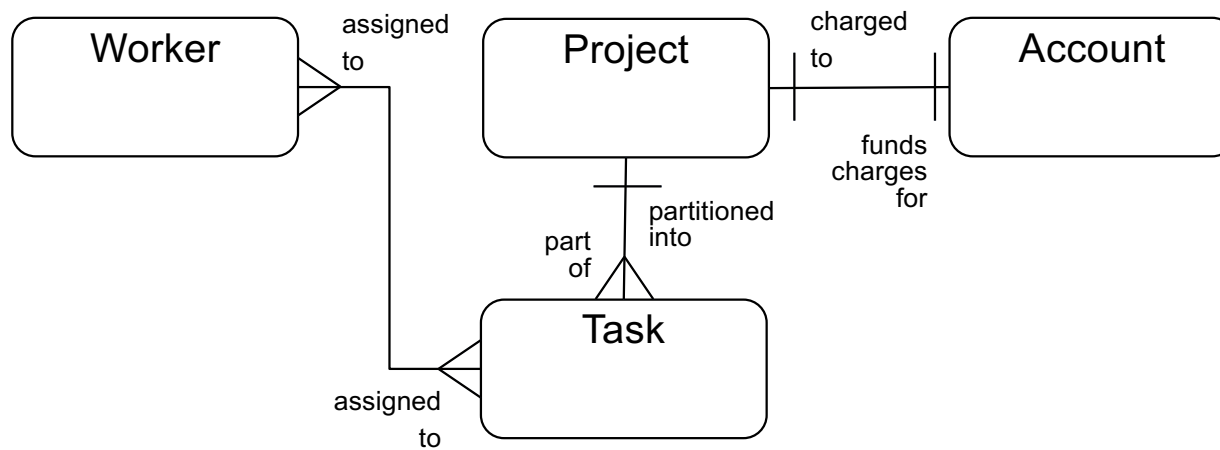 Worker
assigned
to
Project
charged
to
Account
funds
charges
for
partitioned
into
part
of
Task
assigned
to